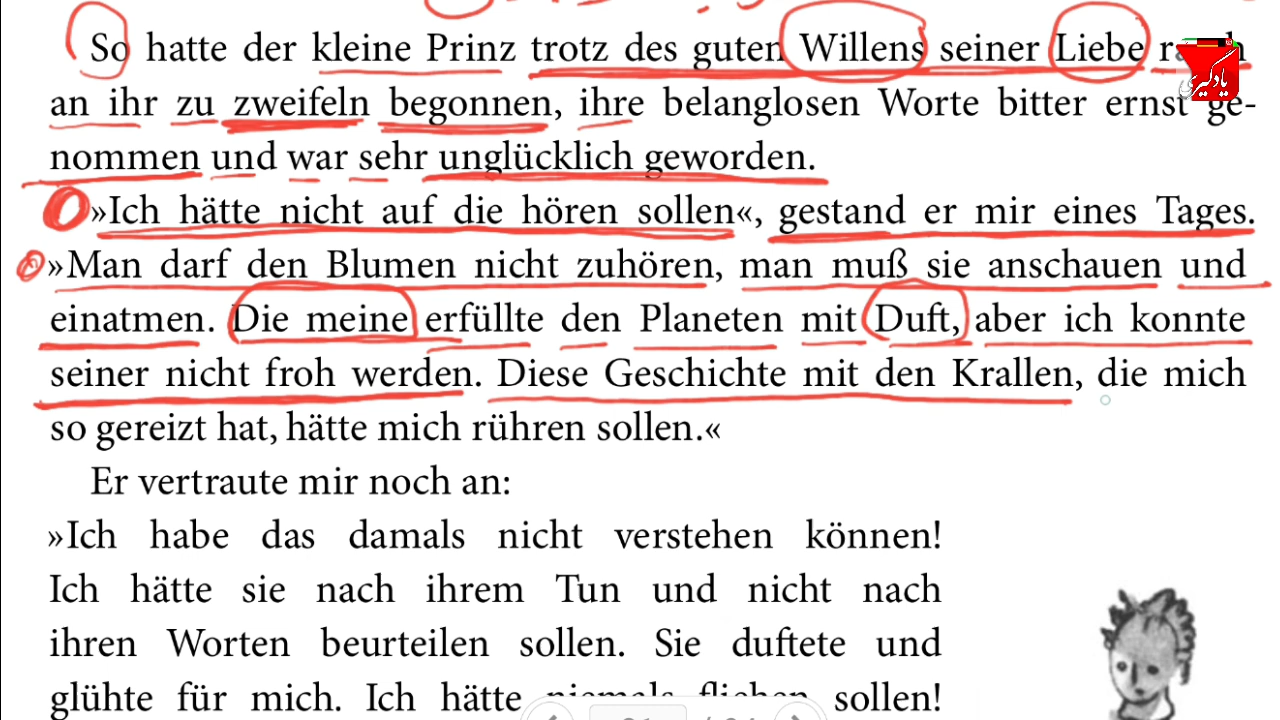 So hatte der kleine Prinz trotz des guten Willens seiner Liebe rasch
an ihr zu zweifeln begonnen, ihre belanglosen Worte bitter ernst ge-
nommen und war sehr unglücklich geworden.
»Ich hätte nicht auf die hören sollen«, gestand er mir eines Tages.
»Man darf den Blumen nicht zuhören, man muß sie anschauen und
einatmen. Die meine erfüllte den Planeten mit Duft, aber ich konnte
seiner nicht froh werden. Diese Geschichte mit den Krallen, die mich
so gereizt hat, hätte mich rühren sollen.«
Er vertraute mir noch an:
»Ich habe das damals nicht verstehen können!
Ich hätte sie nach ihrem Tun und nicht nach
ihren Worten beurteilen sollen. Sie duftete und
glühte für mich. Ich hätte niemals fliehen sollen!
یادگیری